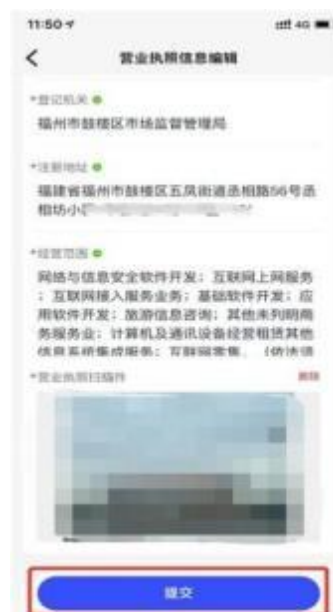 11:50
4G
营业执照信息编辑
*登记机关
福州市鼓楼区市场监督管理局
*注册地址
福建省福州市鼓楼区五凤街道丞相路56号丞
相坊小
*经营范围
网络与信息安全软件开发；互联网上网服务
；互联网接入服务业务；基础软件开发；应
用软件开发；旅游信息咨询；其他未列明商
务服务业；计算机及通讯设备经营租赁其他
信息系统集成服务；互联网零售。（依法须
*营业执照扫描件
删除
提交